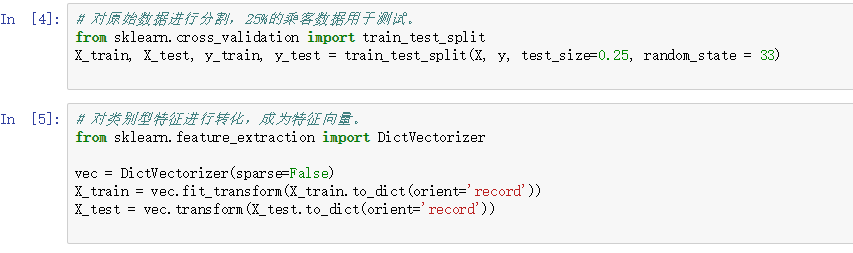 In [4]:
# 对原始数据进行分割，25%的乘客数据用于测试。
from sklearn.cross_validation import train_test_split
X_train, X_test, y_train, y_test = train_test_split(X, y, test_size=0.25, random_state = 33)
In [5]:
# 对类别型特征进行转化，成为特征向量。
from sklearn.feature_extraction import DictVectorizer
vec = DictVectorizer(sparse=False)
X_train = vec.fit_transform(X_train.to_dict(orient='record'))
X_test = vec.transform(X_test.to_dict(orient='record'))